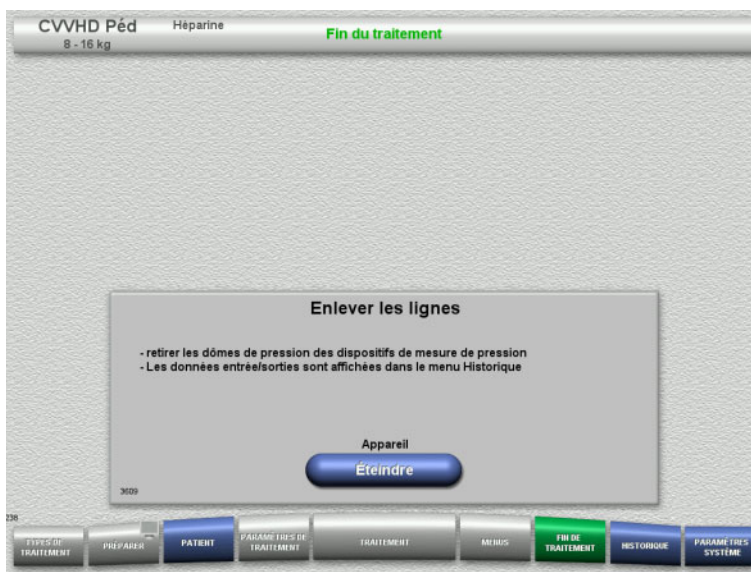 CVVHD Péd
8 - 16 kg
Héparine
Fin du traitement
Enlever les lignes
- retirer les dômes de pression des dispositifs de mesure de pression
- Les données entrée/sorties sont affichées dans le menu Historique
Appareil
Éteindre
3609
238
TYPES DE TRAITEMENT
PRÉPARER
PATIENT
PARAMÈTRES DE TRAITEMENT
TRAITEMENT
MENUS
FIN DE TRAITEMENT
HISTORIQUE
PARAMÈTRES SYSTÈME